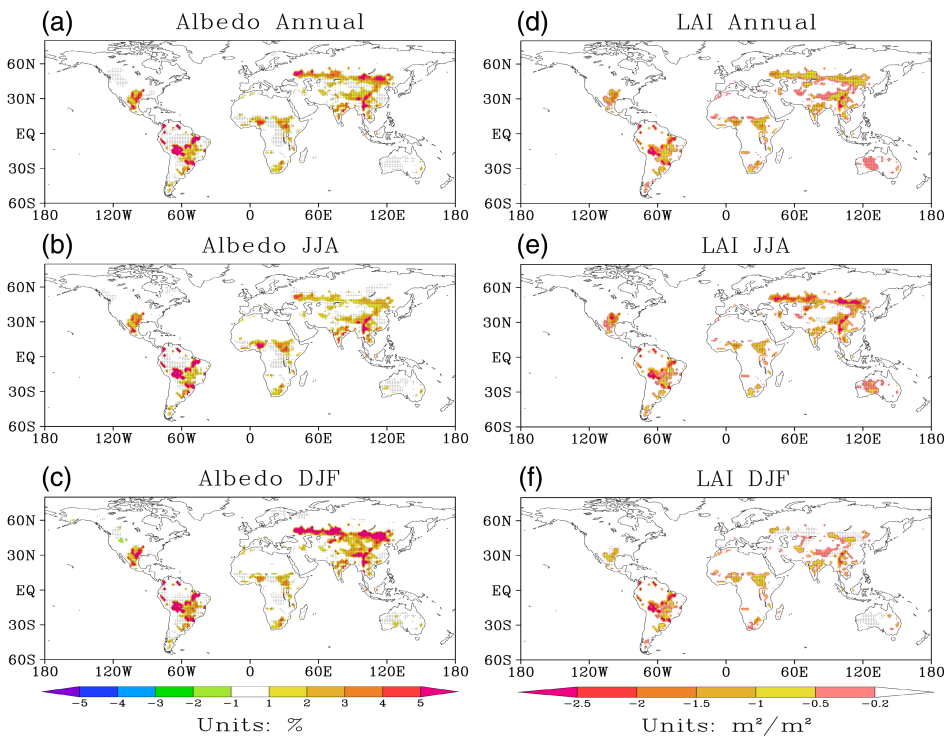 (a) Albedo Annual
60N
30N
EQ
30S
60S
180 120W 60W 0 60E 120E 180
(d) LAI Annual
60N
30N
EQ
30S
60S
180 120W 60W 0 60E 120E 180
(b) Albedo JJA
60N
30N
EQ
30S
60S
180 120W 60W 0 60E 120E 180
(e) LAI JJA
60N
30N
EQ
30S
60S
180 120W 60W 0 60E 120E 180
(c) Albedo DJF
60N
30N
EQ
30S
60S
180 120W 60W 0 60E 120E 180
(f) LAI DJF
60N
30N
EQ
30S
60S
180 120W 60W 0 60E 120E 180
-5 -4 -3 -2 -1 1 2 3 4 5
Units: %
-2.5 -2 -1.5 -1 -0.5 -0.2
Units: m²/m²